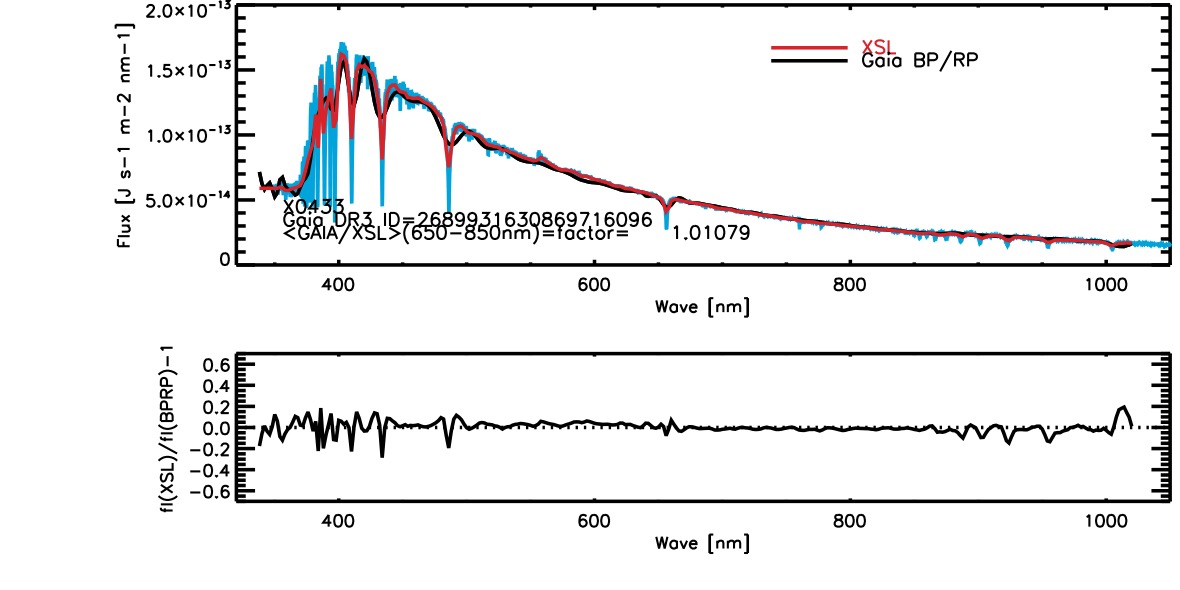 2.0×10−13
1.5×10−13
1.0×10−13
5.0×10−14
0
Flux [J s−1 m−2 nm−1]
XSL
Gaia BP/RP
X0433
Gaia DR3 ID=2689931630869716096
<GAIA/XSL>(650−850nm)=factor= 1.01079
400 600 800 1000
Wave [nm]
0.6
0.4
0.2
0.0
−0.2
−0.4
−0.6
fl(XSL)/fl(BPRP)−1
400 600 800 1000
Wave [nm]